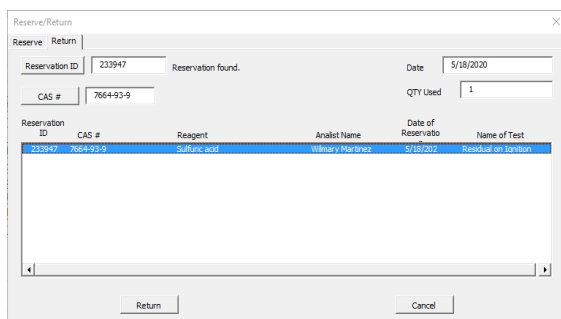 Reserve/Return
Reserve Return
Reservation ID 233947 Reservation found. Date 5/18/2020
CAS # 7664-93-9 QTY Used 1
Reservation ID CAS # Reagent Analist Name Date of Reservatio Name of Test
233947 7664-93-9 Sulfuric acid Wilmary Martinez 5/18/202 Residual on Ignition
Return Cancel